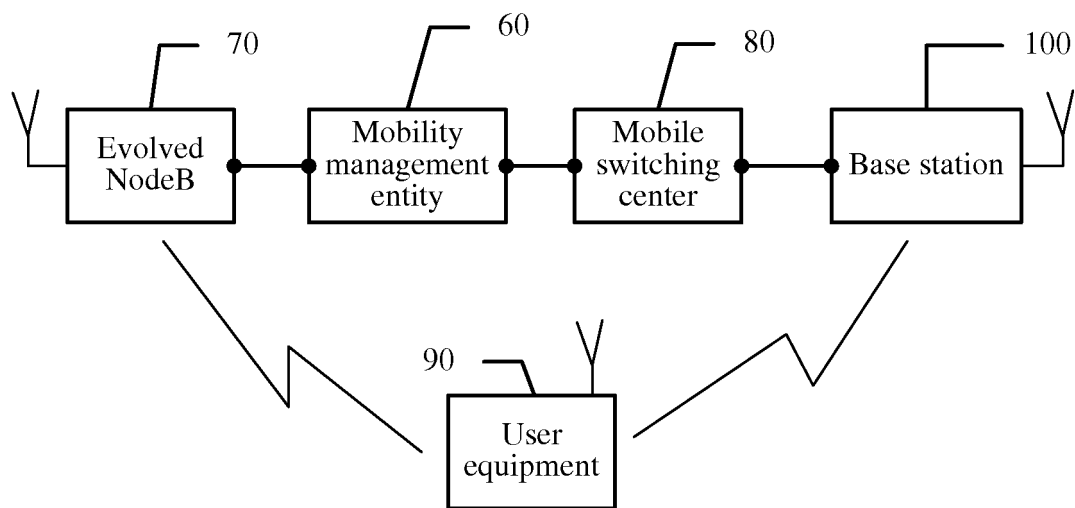 70
60
80
100
Evolved
NodeB
Mobility
management
entity
Mobile
switching
center
Base station
90
User
equipment